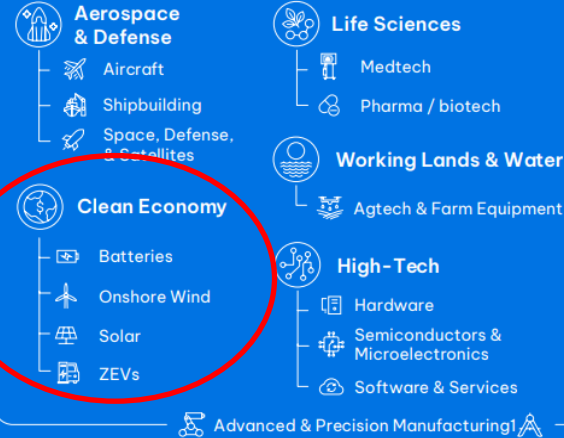 Aerospace
& Defense
Aircraft
Shipbuilding
Space, Defense,
& Satellites
Clean Economy
Batteries
Onshore Wind
Solar
ZEVs
Life Sciences
Medtech
Pharma / biotech
Working Lands & Water
Agtech & Farm Equipment
High-Tech
Hardware
Semiconductors &
Microelectronics
Software & Services
Advanced & Precision Manufacturing1